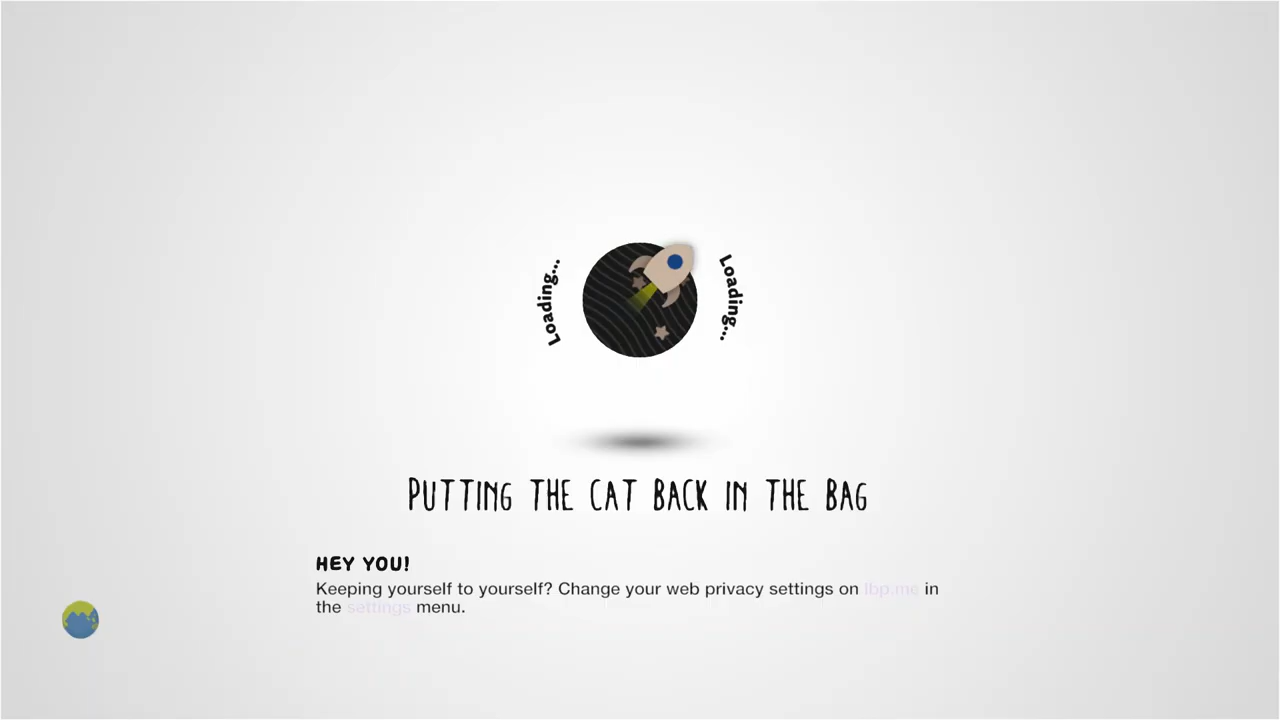 Loading...
Loading...
PUTTING THE CAT BACK IN THE BAG
HEY YOU!
Keeping yourself to yourself? Change your web privacy settings on lbp.me in
the settings menu.